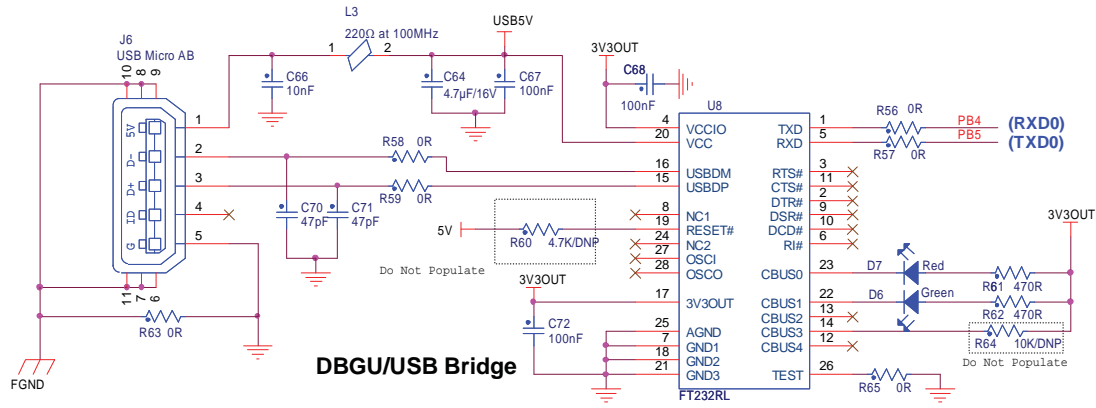 J6
USB Micro AB
10
8
9
5V
D-
D+
ID
G
1
2
3
4
5
11
7
6
R63 0R
FGND
L3
220Ω at 100MHz
1 2
USB5V
C66
10nF
C64
4.7µF/16V
C67
100nF
R58 0R
R59 0R
C70
47pF
C71
47pF
5V
R60 4.7K/DNP
Do Not Populate
3V3OUT
C68
100nF
3V3OUT
C72
100nF
DBGU/USB Bridge
U8
4 VCCIO
20 VCC
16 USBDM
15 USBDP
8 NC1
19 RESET#
24 NC2
27 OSCI
28 OSCO
17 3V3OUT
25 AGND
7 GND1
18 GND2
21 GND3
TXD 1
RXD 5
RTS# 3
CTS# 11
DTR# 2
DSR# 9
DCD# 10
RI# 6
CBUS0 23
CBUS1 22
CBUS2 13
CBUS3 14
CBUS4 12
TEST 26
FT232RL
R56 0R
PB4 (RXD0)
PB5 (TXD0)
R57 0R
3V3OUT
D7 Red
R61 470R
D6 Green
R62 470R
R64 10K/DNP
Do Not Populate
R65 0R